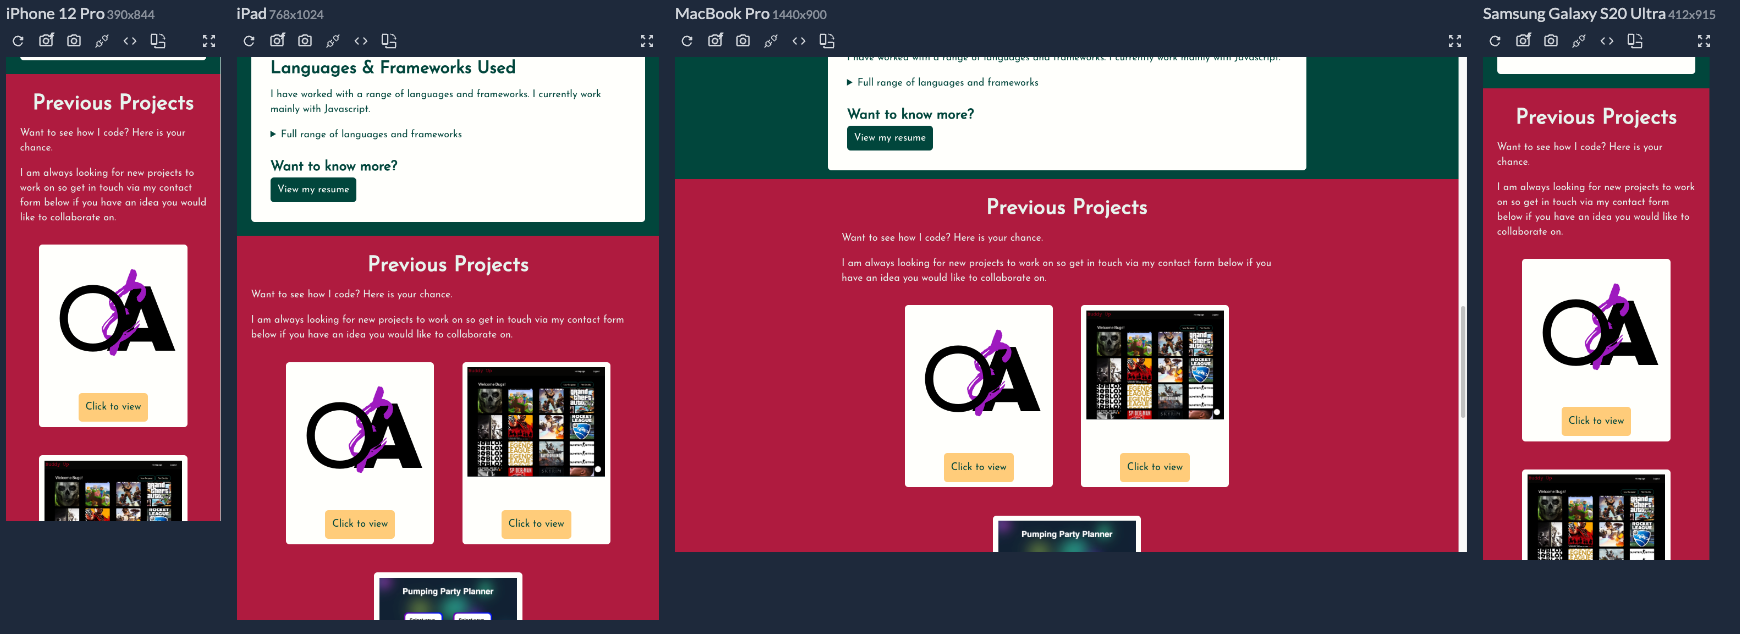 iPhone 12 Pro 390x844
Previous Projects
Want to see how I code? Here is your
chance.
I am always looking for new projects to
work on so get in touch via my contact
form below if you have an idea you would
like to collaborate on.
OA
Click to view
iPad 768x1024
Languages & Frameworks Used
I have worked with a range of languages and frameworks. I currently work
mainly with Javascript.
Full range of languages and frameworks
Want to know more?
View my resume
Previous Projects
Want to see how I code? Here is your chance.
I am always looking for new projects to work on so get in touch via my contact form
below if you have an idea you would like to collaborate on.
OA
Click to view
Click to view
Pumping Party Planner
MacBook Pro 1440x900
I have worked with a range of languages and frameworks. I currently work mainly with Javascript.
Full range of languages and frameworks
Want to know more?
View my resume
Previous Projects
Want to see how I code? Here is your chance.
I am always looking for new projects to work on so get in touch via my contact form below if you
have an idea you would like to collaborate on.
OA
Click to view
Click to view
Pumping Party Planner
Samsung Galaxy S20 Ultra 412x915
Previous Projects
Want to see how I code? Here is your
chance.
I am always looking for new projects to work
on so get in touch via my contact form
below if you have an idea you would like to
collaborate on.
OA
Click to view